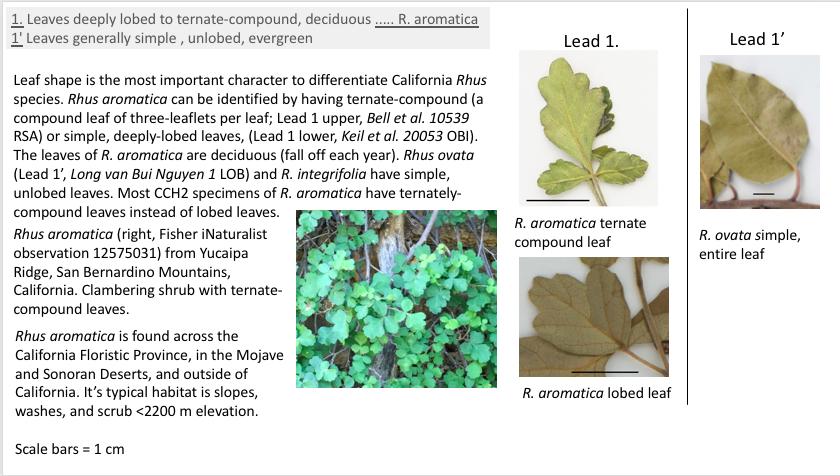 1. Leaves deeply lobed to ternate-compound, deciduous ..... R. aromatica
1' Leaves generally simple , unlobed, evergreen
Leaf shape is the most important character to differentiate California Rhus
species. Rhus aromatica can be identified by having ternate-compound (a
compound leaf of three-leaflets per leaf; Lead 1 upper, Bell et al. 10539
RSA) or simple, deeply-lobed leaves, (Lead 1 lower, Keil et al. 20053 OBI).
The leaves of R. aromatica are deciduous (fall off each year). Rhus ovata
(Lead 1’, Long van Bui Nguyen 1 LOB) and R. integrifolia have simple,
unlobed leaves. Most CCH2 specimens of R. aromatica have ternately-
compound leaves instead of lobed leaves.
Rhus aromatica (right, Fisher iNaturalist
observation 12575031) from Yucaipa
Ridge, San Bernardino Mountains,
California. Clambering shrub with ternate-
compound leaves.
Rhus aromatica is found across the
California Floristic Province, in the Mojave
and Sonoran Deserts, and outside of
California. It’s typical habitat is slopes,
washes, and scrub <2200 m elevation.
Scale bars = 1 cm
Lead 1.
R. aromatica ternate
compound leaf
R. aromatica lobed leaf
Lead 1’
R. ovata simple,
entire leaf